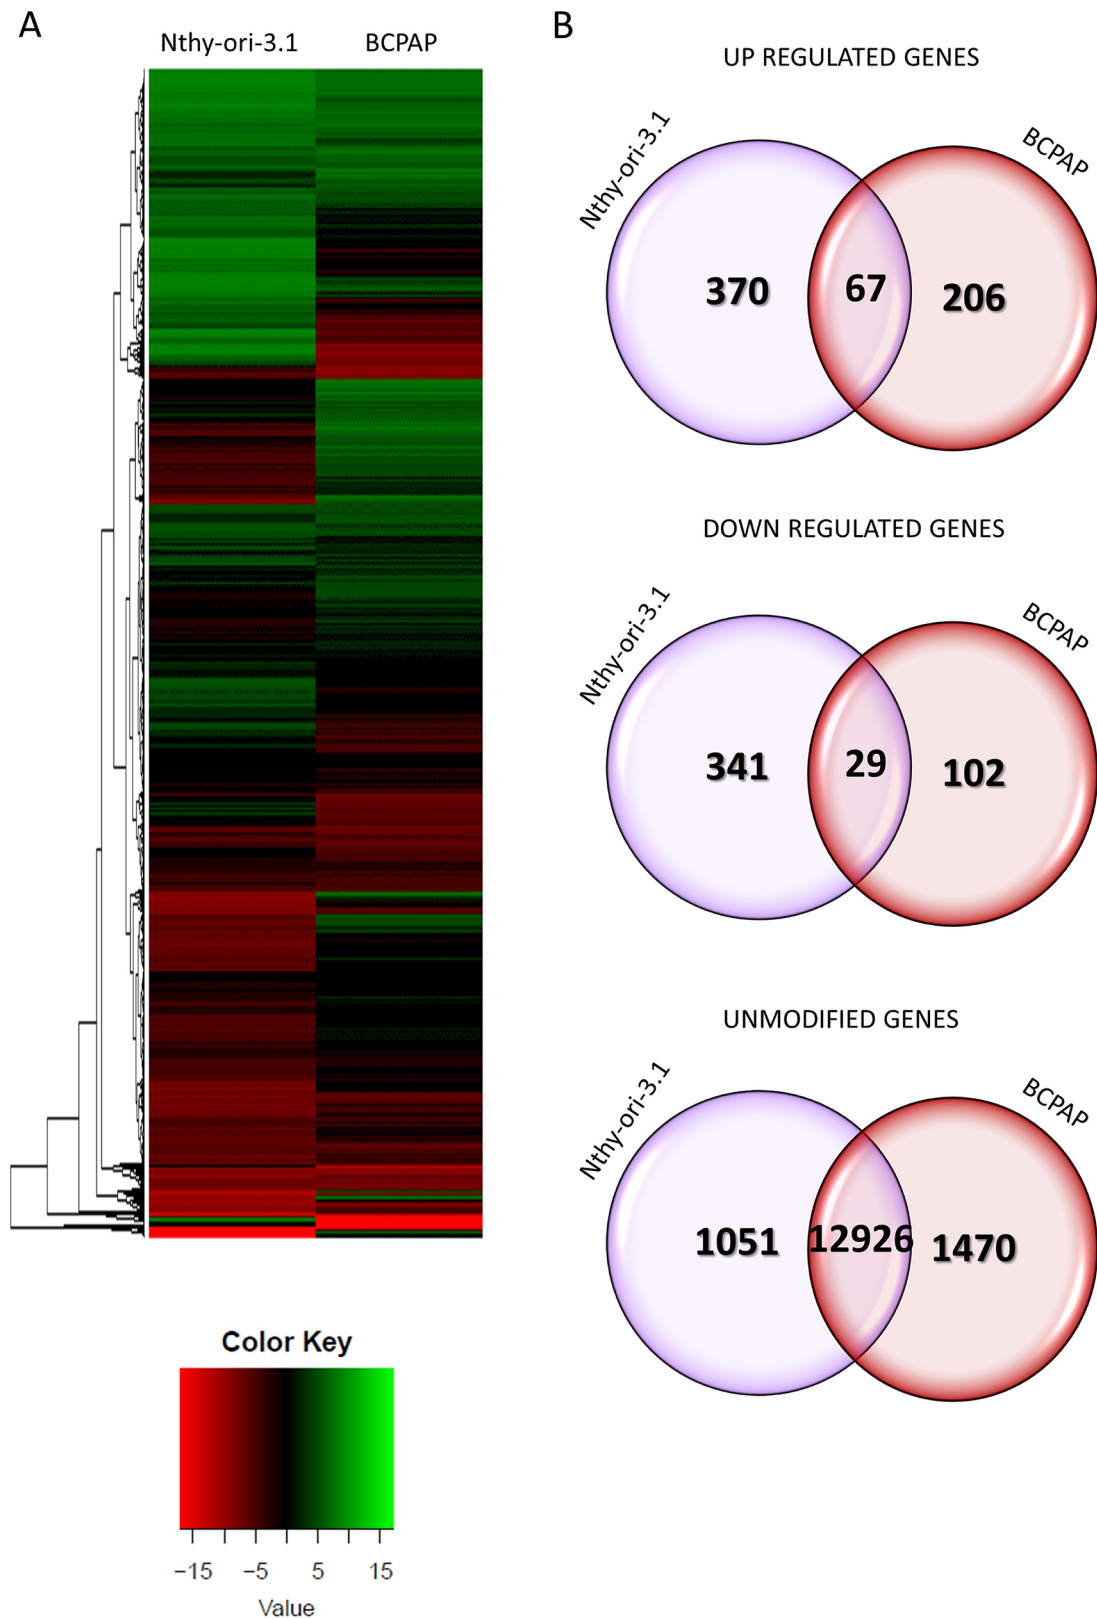 A
Nthy-ori-3.1
BCPAP
Color Key
−15
−5
5
15
Value
B
UP REGULATED GENES
Nthy-ori-3.1
BCPAP
370
67
206
DOWN REGULATED GENES
Nthy-ori-3.1
BCPAP
341
29
102
UNMODIFIED GENES
Nthy-ori-3.1
BCPAP
1051
12926
1470